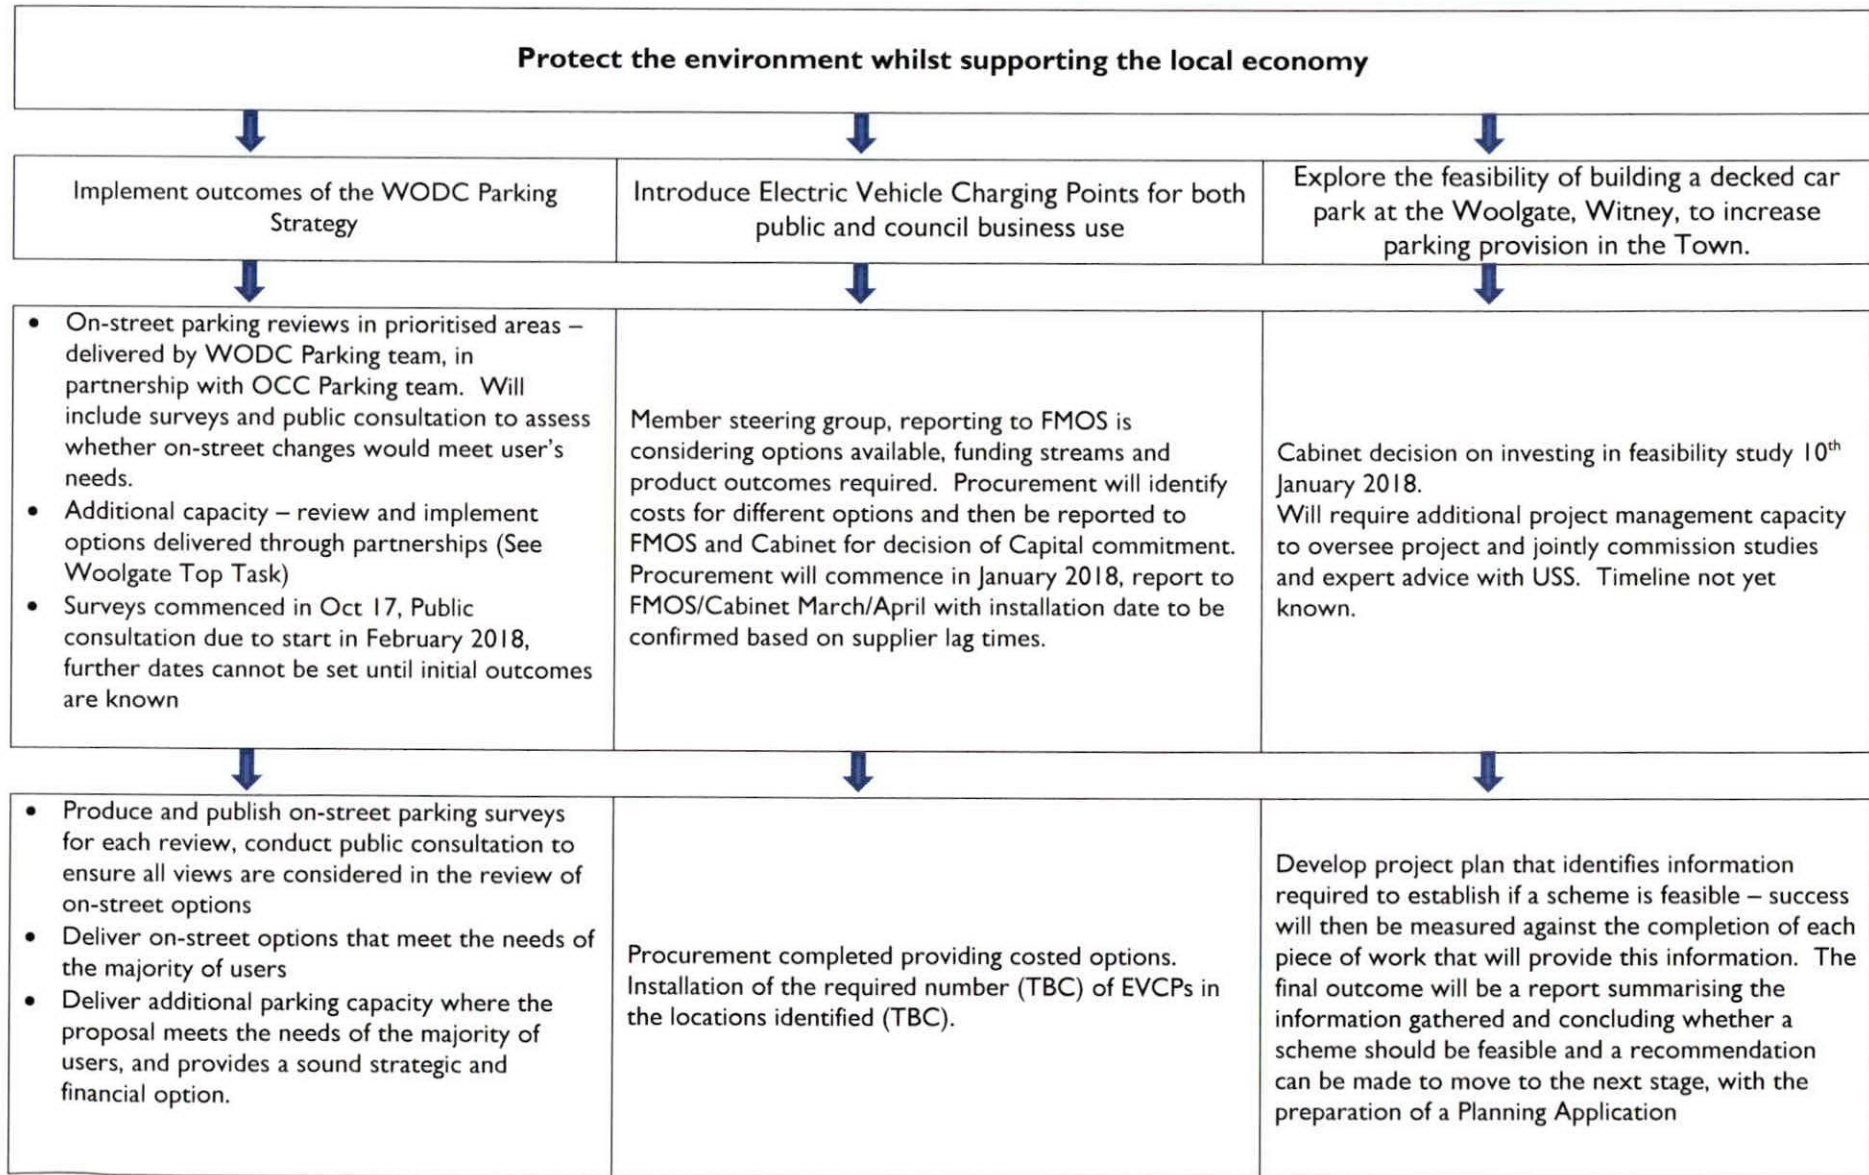 Protect the environment whilst supporting the local economy
Implement outcomes of the WODC Parking
Strategy
Introduce Electric Vehicle Charging Points for both
public and council business use
Explore the feasibility of building a decked car
park at the Woolgate, Witney, to increase
parking provision in the Town.
• On-street parking reviews in prioritised areas –
delivered by WODC Parking team, in
partnership with OCC Parking team. Will
include surveys and public consultation to assess
whether on-street changes would meet user's
needs.
• Additional capacity – review and implement
options delivered through partnerships (See
Woolgate Top Task)
• Surveys commenced in Oct 17, Public
consultation due to start in February 2018,
further dates cannot be set until initial outcomes
are known
Member steering group, reporting to FMOS is
considering options available, funding streams and
product outcomes required. Procurement will identify
costs for different options and then be reported to
FMOS and Cabinet for decision of Capital commitment.
Procurement will commence in January 2018, report to
FMOS/Cabinet March/April with installation date to be
confirmed based on supplier lag times.
Cabinet decision on investing in feasibility study 10th
January 2018.
Will require additional project management capacity
to oversee project and jointly commission studies
and expert advice with USS. Timeline not yet
known.
• Produce and publish on-street parking surveys
for each review, conduct public consultation to
ensure all views are considered in the review of
on-street options
• Deliver on-street options that meet the needs of
the majority of users
• Deliver additional parking capacity where the
proposal meets the needs of the majority of
users, and provides a sound strategic and
financial option.
Procurement completed providing costed options.
Installation of the required number (TBC) of EVCPs in
the locations identified (TBC).
Develop project plan that identifies information
required to establish if a scheme is feasible – success
will then be measured against the completion of each
piece of work that will provide this information. The
final outcome will be a report summarising the
information gathered and concluding whether a
scheme should be feasible and a recommendation
can be made to move to the next stage, with the
preparation of a Planning Application